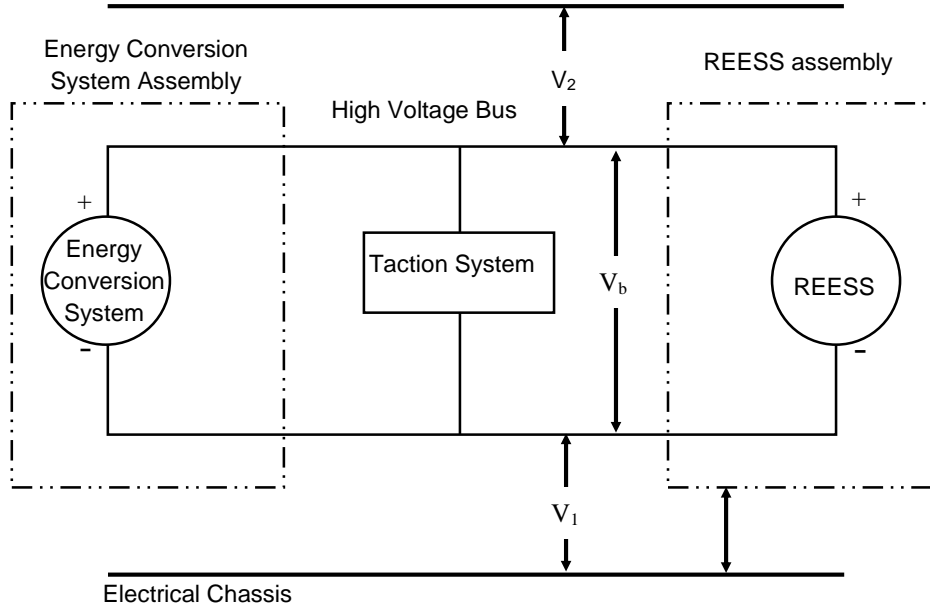 Energy Conversion
System Assembly
V2
REESS assembly
High Voltage Bus
+
+
Energy
Conversion
System
Taction System
Vb
REESS
-
-
V1
Electrical Chassis